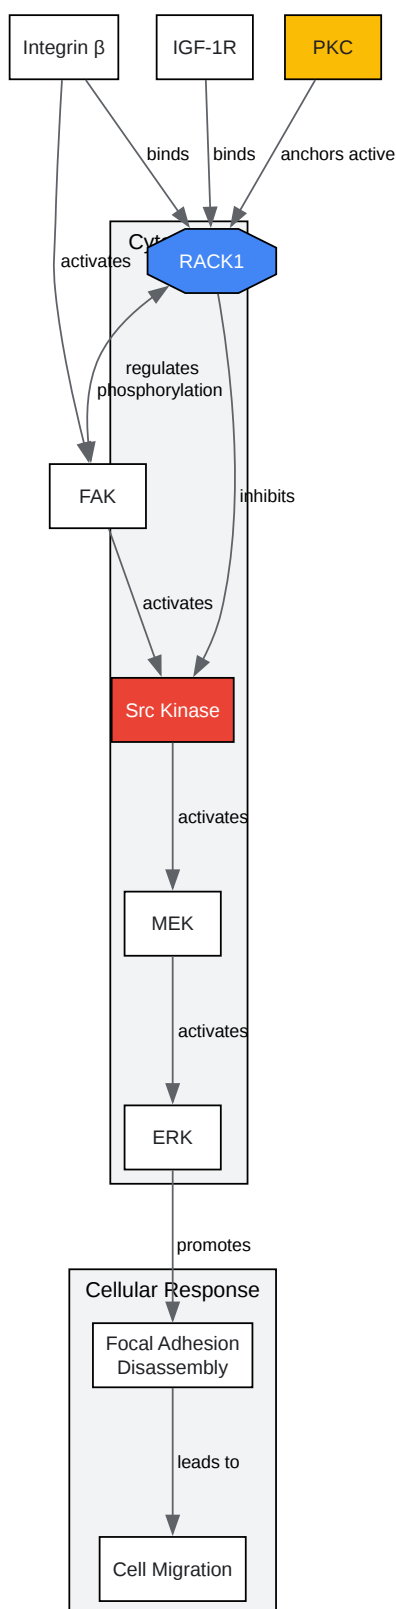 Integrin β
IGF-1R
PKC
binds
binds
anchors active
RACK1
activates
regulates
phosphorylation
FAK
inhibits
activates
Src Kinase
activates
MEK
activates
ERK
promotes
Cellular Response
Focal Adhesion
Disassembly
leads to
Cell Migration